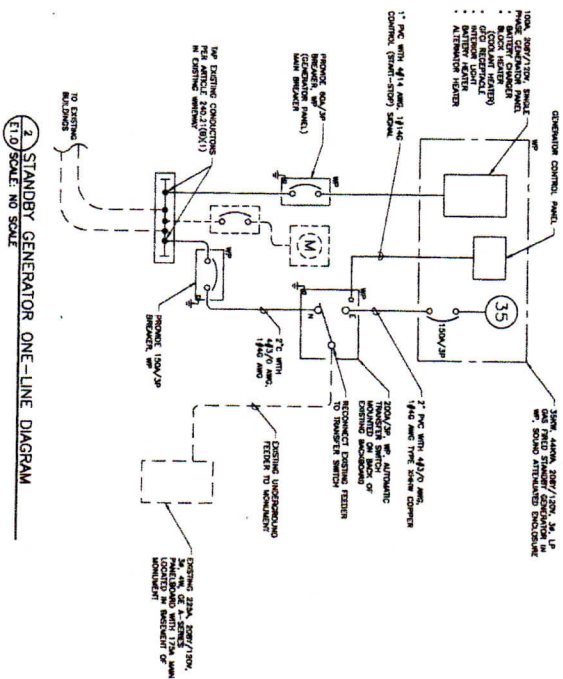 100A, 208Y/120V, SINGLE
PHASE GENERATOR PANEL
• BATTERY CHARGER
• BLOCK HEATER
(COOLANT HEATER)
• GFCI RECEPTACLE
• INTERIOR LIGHT
• ALTERNATOR HEATER
GENERATOR CONTROL PANEL
35KW, 44KVA, 208Y/120V, 3ø, LP
GAS FIRED STANDBY GENERATOR IN
WP, SOUND ATTENUATED ENCLOSURE
WP
35
150A/3P
1" PVC WITH 4#14 AWG, 1#14G
CONTROL (START-STOP) SIGNAL
2" PVC WITH 4#3/0 AWG,
1#4G AWG TYPE XHHW COPPER
PROVIDE 60A/3P
BREAKER, WP
(GENERATOR PANEL)
MAIN BREAKER
WP
WP
E
N
200A/3P WP, AUTOMATIC
TRANSFER SWITCH
MOUNTED ON BACK OF
EXISTING BACKBOARD
RECONNECT EXISTING FEEDER
TO TRANSFER SWITCH
M
TAP EXISTING CONDUCTORS
PER ARTICLE 240.21(B)(1)
IN EXISTING WIREWAY
WP
2"C WITH
4#3/0 AWG,
1#4G AWG
EXISTING UNDERGROUND
FEEDER TO MONUMENT
PROVIDE 150A/3P
BREAKER, WP
TO EXISTING
BUILDINGS
EXISTING 225A, 208Y/120V,
3ø, 4W, GE A-SERIES
PANELBOARD WITH 175A MAIN
LOCATED IN BASEMENT OF
MONUMENT
2 STANDBY GENERATOR ONE-LINE DIAGRAM
E1.0 SCALE: NO SCALE